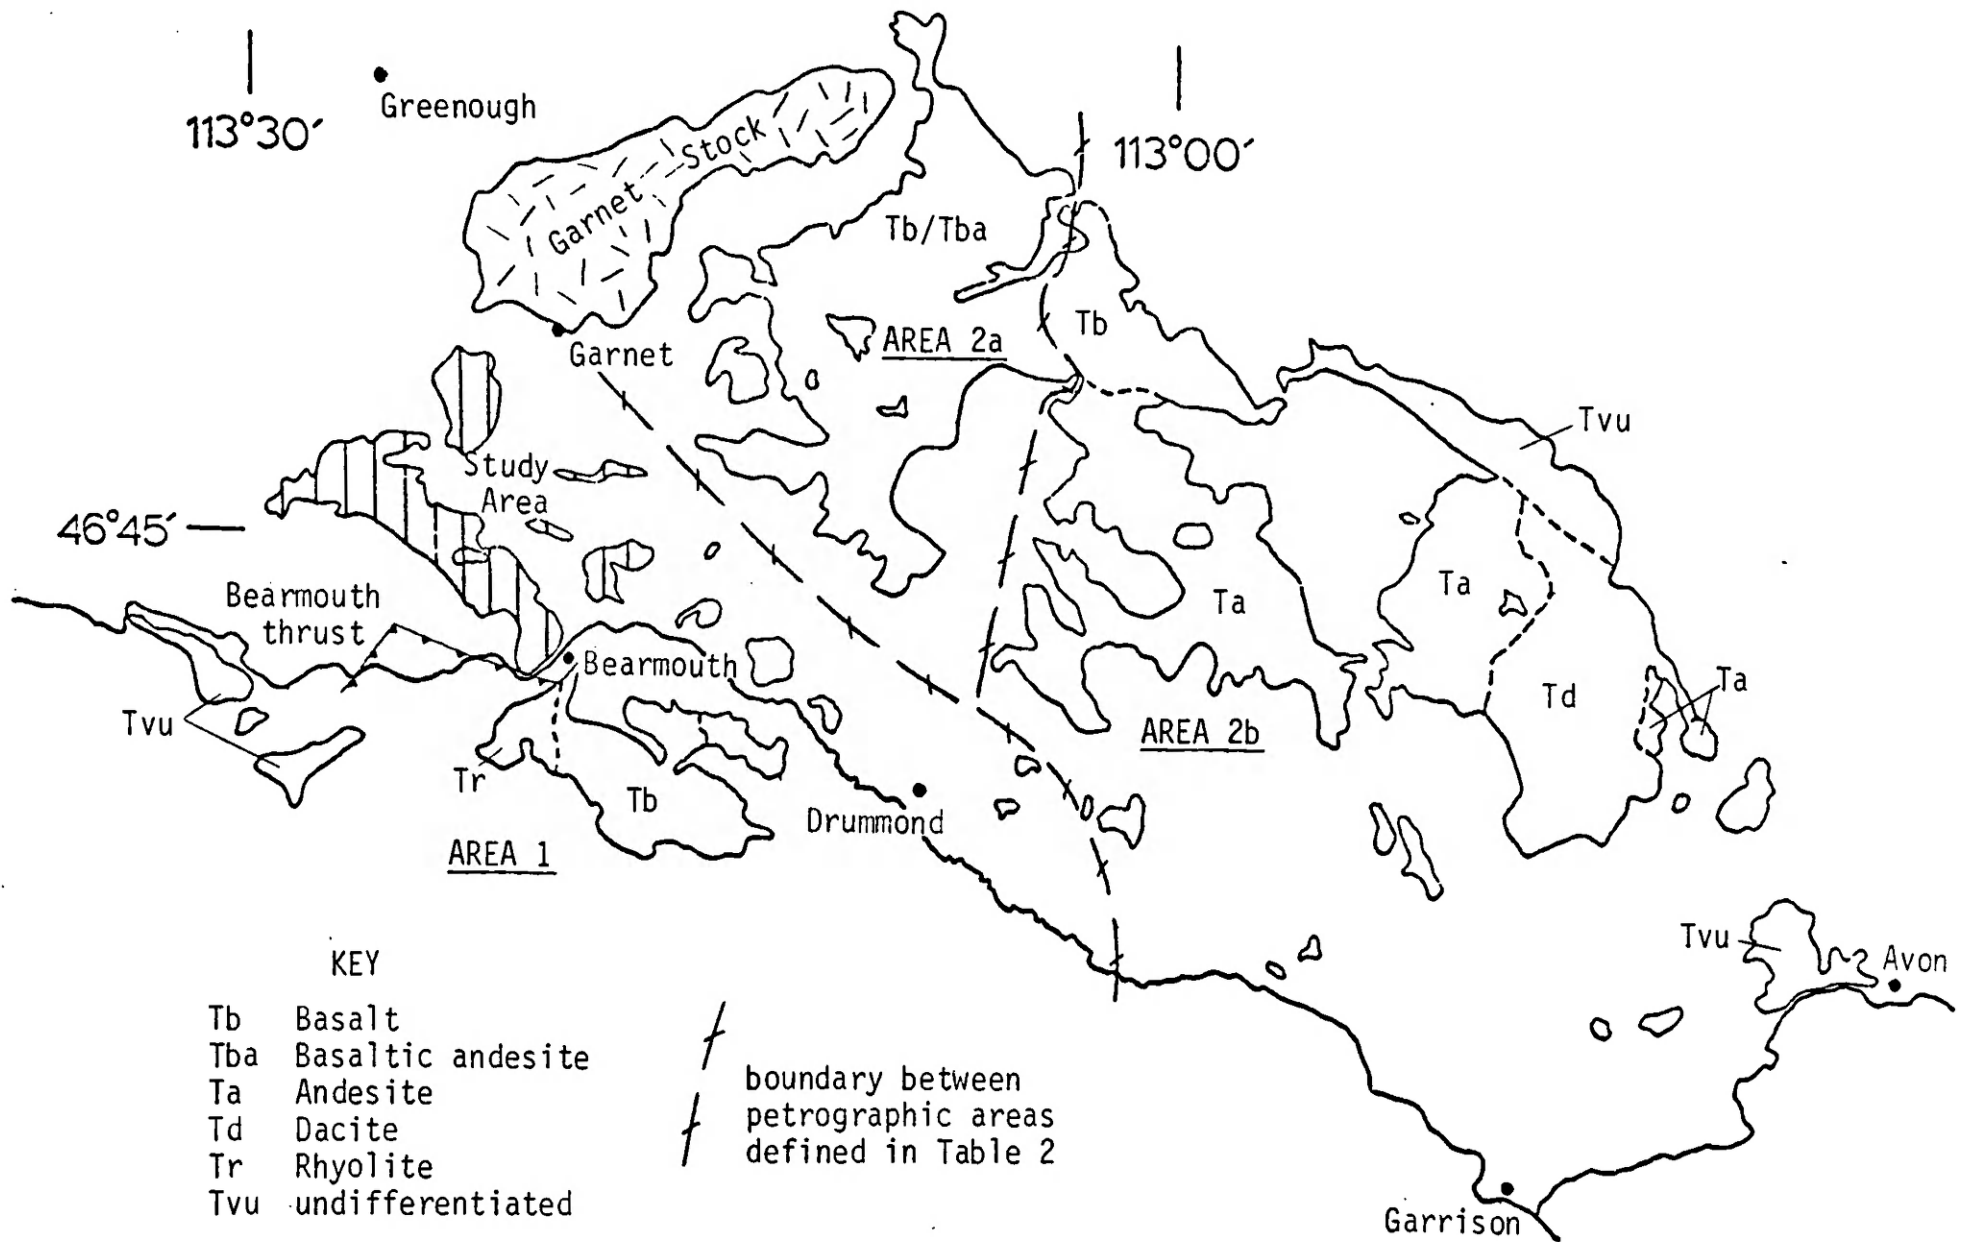 Greenough
113°30′
113°00′
Garnet Stock
Tb/Tba
Tb
AREA 2a
Garnet
Tvu
Study
Area
46°45′
Bearmouth
thrust
Ta
Ta
Bearmouth
Td
Ta
Tvu
AREA 2b
Tr
Tb
Drummond
AREA 1
Tvu
Avon
KEY
Tb Basalt
Tba Basaltic andesite
Ta Andesite
Td Dacite
Tr Rhyolite
Tvu undifferentiated
boundary between
petrographic areas
defined in Table 2
Garrison